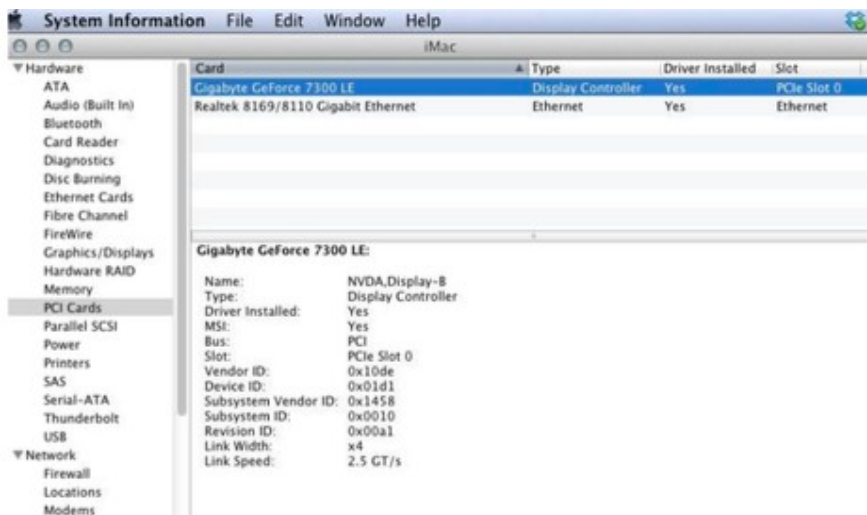 System Information File Edit Window Help
iMac
Hardware
ATA
Audio (Built In)
Bluetooth
Card Reader
Diagnostics
Disc Burning
Ethernet Cards
Fibre Channel
FireWire
Graphics/Displays
Hardware RAID
Memory
PCI Cards
Parallel SCSI
Power
Printers
SAS
Serial-ATA
Thunderbolt
USB
Network
Firewall
Locations
Modems
Card Type Driver Installed Slot
Gigabyte GeForce 7300 LE Display Controller Yes PCIe Slot 0
Realtek 8169/8110 Gigabit Ethernet Ethernet Yes Ethernet
Gigabyte GeForce 7300 LE:
Name: NVDA,Display-B
Type: Display Controller
Driver Installed: Yes
MSI: Yes
Bus: PCI
Slot: PCIe Slot 0
Vendor ID: 0x10de
Device ID: 0x01d1
Subsystem Vendor ID: 0x1458
Subsystem ID: 0x0010
Revision ID: 0x00a1
Link Width: x4
Link Speed: 2.5 GT/s